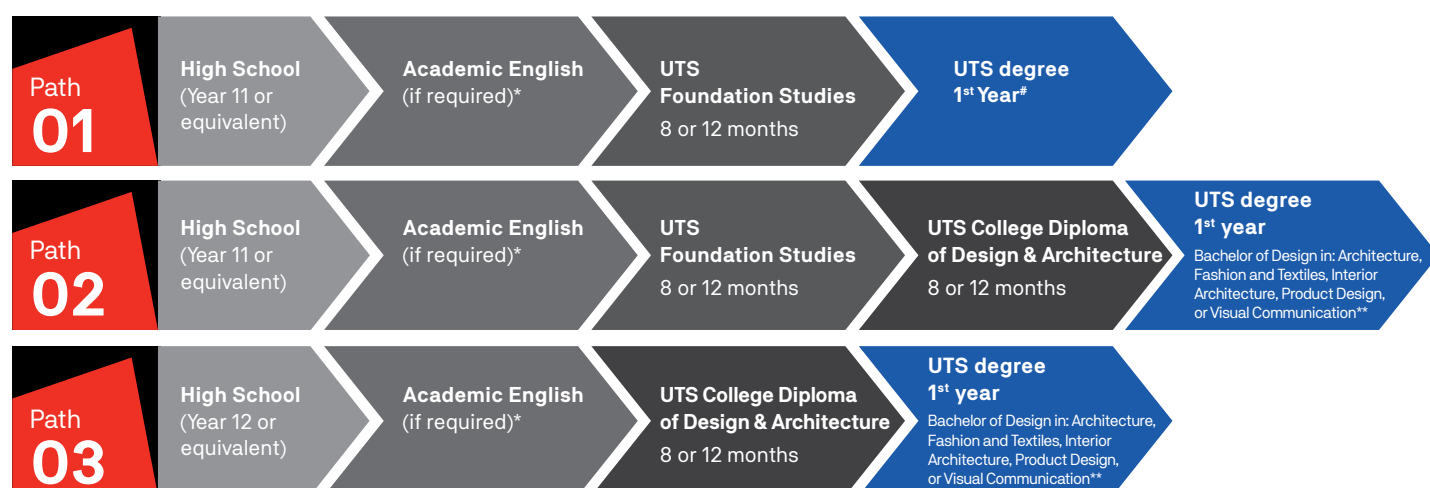 Path
01
High School
(Year 11 or
equivalent)
Academic English
(if required)*
UTS
Foundation Studies
8 or 12 months
UTS degree
1st Year#
Path
02
High School
(Year 11 or
equivalent)
Academic English
(if required)*
UTS
Foundation Studies
8 or 12 months
UTS College Diploma
of Design & Architecture
8 or 12 months
UTS degree
1st year
Bachelor of Design in: Architecture,
Fashion and Textiles, Interior
Architecture, Product Design,
or Visual Communication**
Path
03
High School
(Year 12 or
equivalent)
Academic English
(if required)*
UTS College Diploma
of Design & Architecture
8 or 12 months
UTS degree
1st year
Bachelor of Design in: Architecture,
Fashion and Textiles, Interior
Architecture, Product Design,
or Visual Communication**